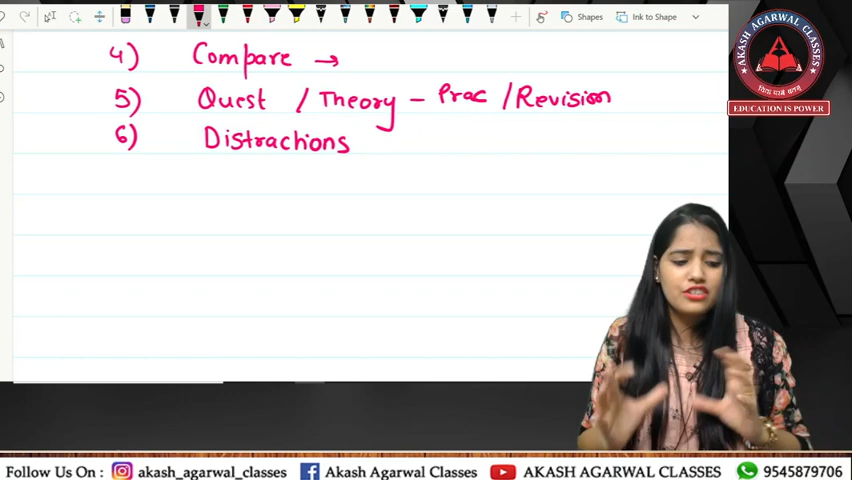 Shapes
Ink to Shape
4) Compare →
5) Quest / Theory - Prac / Revision
6) Distractions
AKASH AGARWAL CLASSES
EDUCATION IS POWER
Follow Us On : akash_agarwal_classes Akash Agarwal Classes AKASH AGARWAL CLASSES 9545879706